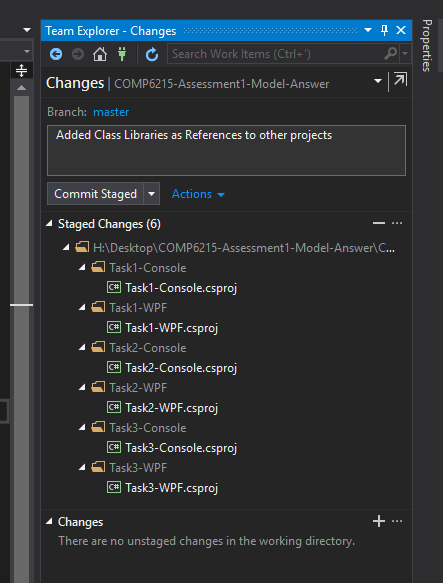 Team Explorer - Changes
Search Work Items (Ctrl+')
Changes | COMP6215-Assessment1-Model-Answer
Branch: master
Added Class Libraries as References to other projects
Commit Staged
Actions
Staged Changes (6)
H:\Desktop\COMP6215-Assessment1-Model-Answer\C...
Task1-Console
C# Task1-Console.csproj
Task1-WPF
C# Task1-WPF.csproj
Task2-Console
C# Task2-Console.csproj
Task2-WPF
C# Task2-WPF.csproj
Task3-Console
C# Task3-Console.csproj
Task3-WPF
C# Task3-WPF.csproj
Changes
There are no unstaged changes in the working directory.
Properties